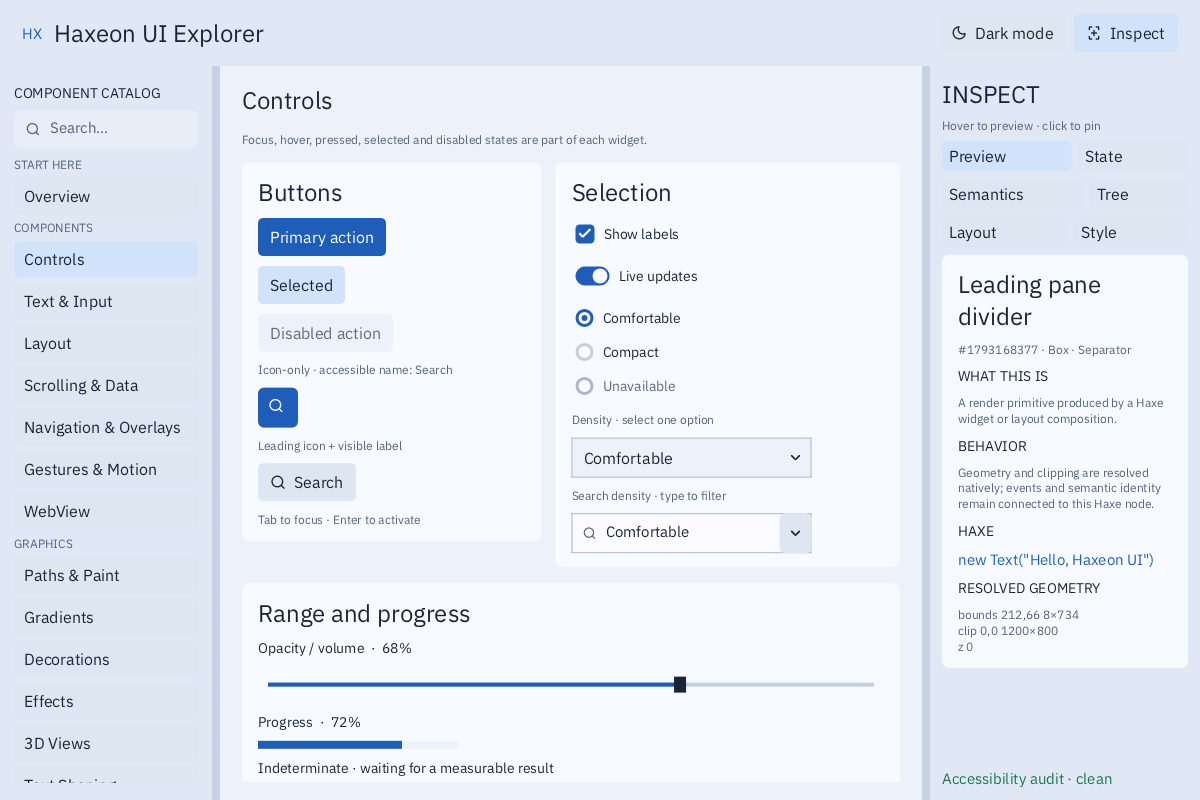 HX Haxeon UI Explorer
Dark mode
Inspect
COMPONENT CATALOG
Search...
START HERE
Overview
COMPONENTS
Controls
Text & Input
Layout
Scrolling & Data
Navigation & Overlays
Gestures & Motion
WebView
GRAPHICS
Paths & Paint
Gradients
Decorations
Effects
3D Views
Text Shaping
Controls
Focus, hover, pressed, selected and disabled states are part of each widget.
Buttons
Primary action
Selected
Disabled action
Icon-only · accessible name: Search
Leading icon + visible label
Search
Tab to focus · Enter to activate
Selection
Show labels
Live updates
Comfortable
Compact
Unavailable
Density · select one option
Comfortable
Search density · type to filter
Comfortable
Range and progress
Opacity / volume · 68%
Progress · 72%
Indeterminate · waiting for a measurable result
INSPECT
Hover to preview · click to pin
Preview
State
Semantics
Tree
Layout
Style
Leading pane
divider
#1793168377 · Box · Separator
WHAT THIS IS
A render primitive produced by a Haxe
widget or layout composition.
BEHAVIOR
Geometry and clipping are resolved
natively; events and semantic identity
remain connected to this Haxe node.
HAXE
new Text("Hello, Haxeon UI")
RESOLVED GEOMETRY
bounds 212,66 8×734
clip 0,0 1200×800
z 0
Accessibility audit · clean